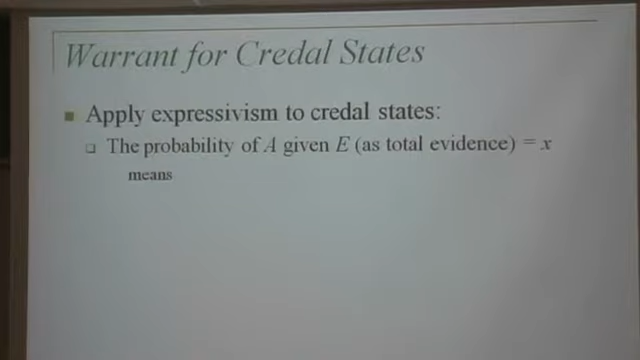 Warrant for Credal States
Apply expressivism to credal states:
The probability of A given E (as total evidence) = x
means